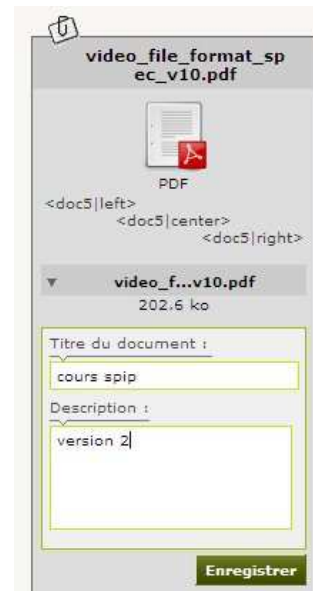 video_file_format_sp
ec_v10.pdf
PDF
<doc5|left>
<doc5|center>
<doc5|right>
▼ video_f...v10.pdf
202.6 ko
Titre du document :
cours spip
Description :
version 2
Enregistrer